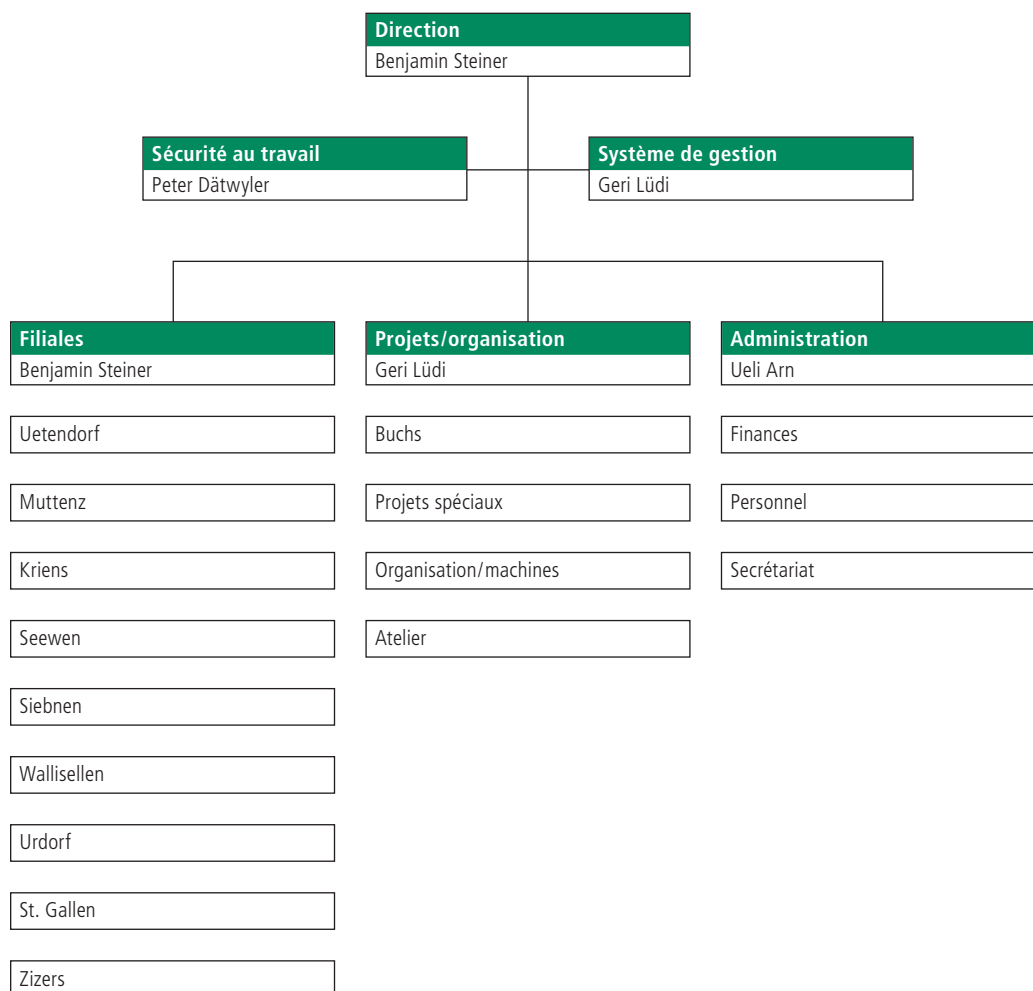 Direction
Benjamin Steiner
Sécurité au travail
Peter Dätwyler
Système de gestion
Geri Lüdi
Filiales
Benjamin Steiner
Uetendorf
Muttenz
Kriens
Seewen
Siebnen
Wallisellen
Urdorf
St. Gallen
Zizers
Projets/organisation
Geri Lüdi
Buchs
Projets spéciaux
Organisation/machines
Atelier
Administration
Ueli Arn
Finances
Personnel
Secrétariat